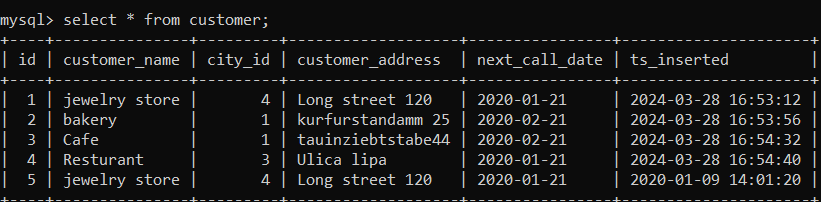 mysql> select * from customer;
+----+---------------+---------+------------------+----------------+---------------------+
| id | customer_name | city_id | customer_address | next_call_date | ts_inserted         |
+----+---------------+---------+------------------+----------------+---------------------+
|  1 | jewelry store |       4 | Long street 120  | 2020-01-21     | 2024-03-28 16:53:12 |
|  2 | bakery        |       1 | kurfurstandamm 25 | 2020-02-21     | 2024-03-28 16:53:56 |
|  3 | Cafe          |       1 | tauinziebtstabe44 | 2020-02-21     | 2024-03-28 16:54:32 |
|  4 | Resturant     |       3 | Ulica lipa       | 2020-01-21     | 2024-03-28 16:54:40 |
|  5 | jewelry store |       4 | Long street 120  | 2020-01-21     | 2020-01-09 14:01:20 |
+----+---------------+---------+------------------+----------------+---------------------+